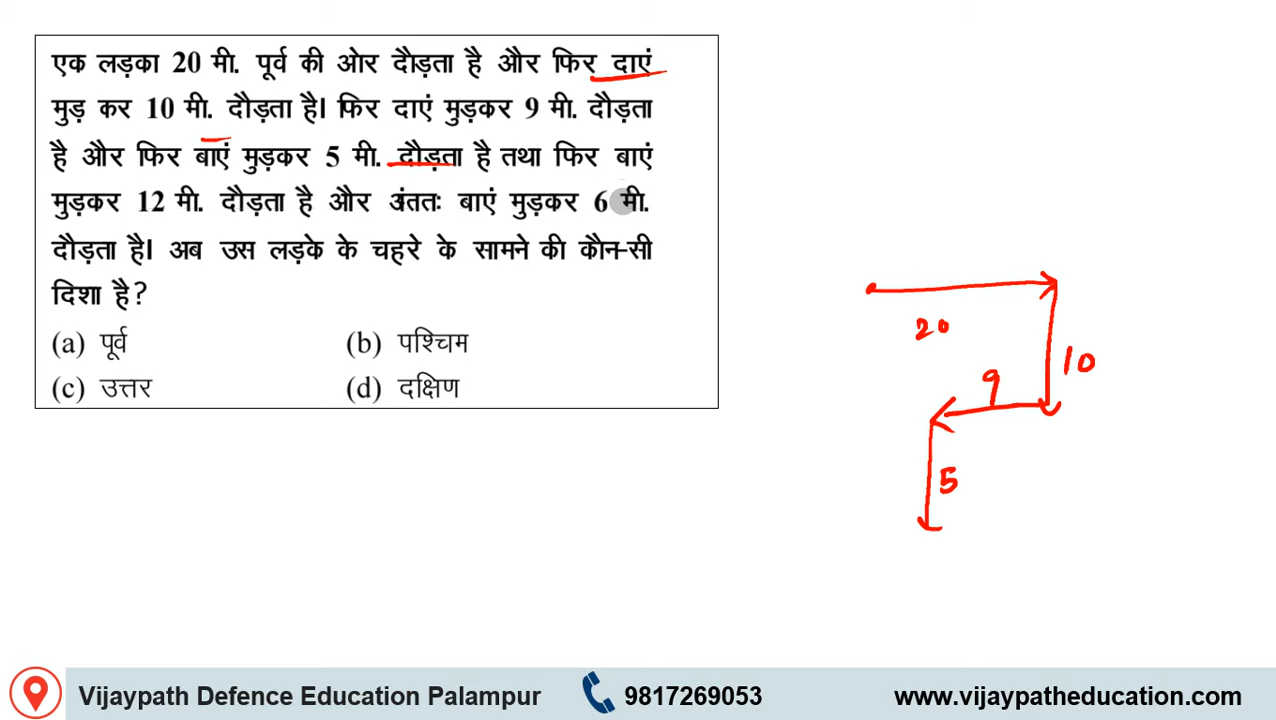 एक लड़का 20 मी. पूर्व की ओर दौड़ता है और फिर दाएं
मुड़ कर 10 मी. दौड़ता है। फिर दाएं मुड़कर 9 मी. दौड़ता
है और फिर बाएं मुड़कर 5 मी. दौड़ता है तथा फिर बाएं
मुड़कर 12 मी. दौड़ता है और अंततः बाएं मुड़कर 6 मी.
दौड़ता है। अब उस लड़के के चहरे के सामने की कौन-सी
दिशा है?
(a) पूर्व (b) पश्चिम
(c) उत्तर (d) दक्षिण
20
10
9
5
Vijaypath Defence Education Palampur 9817269053 www.vijaypatheducation.com